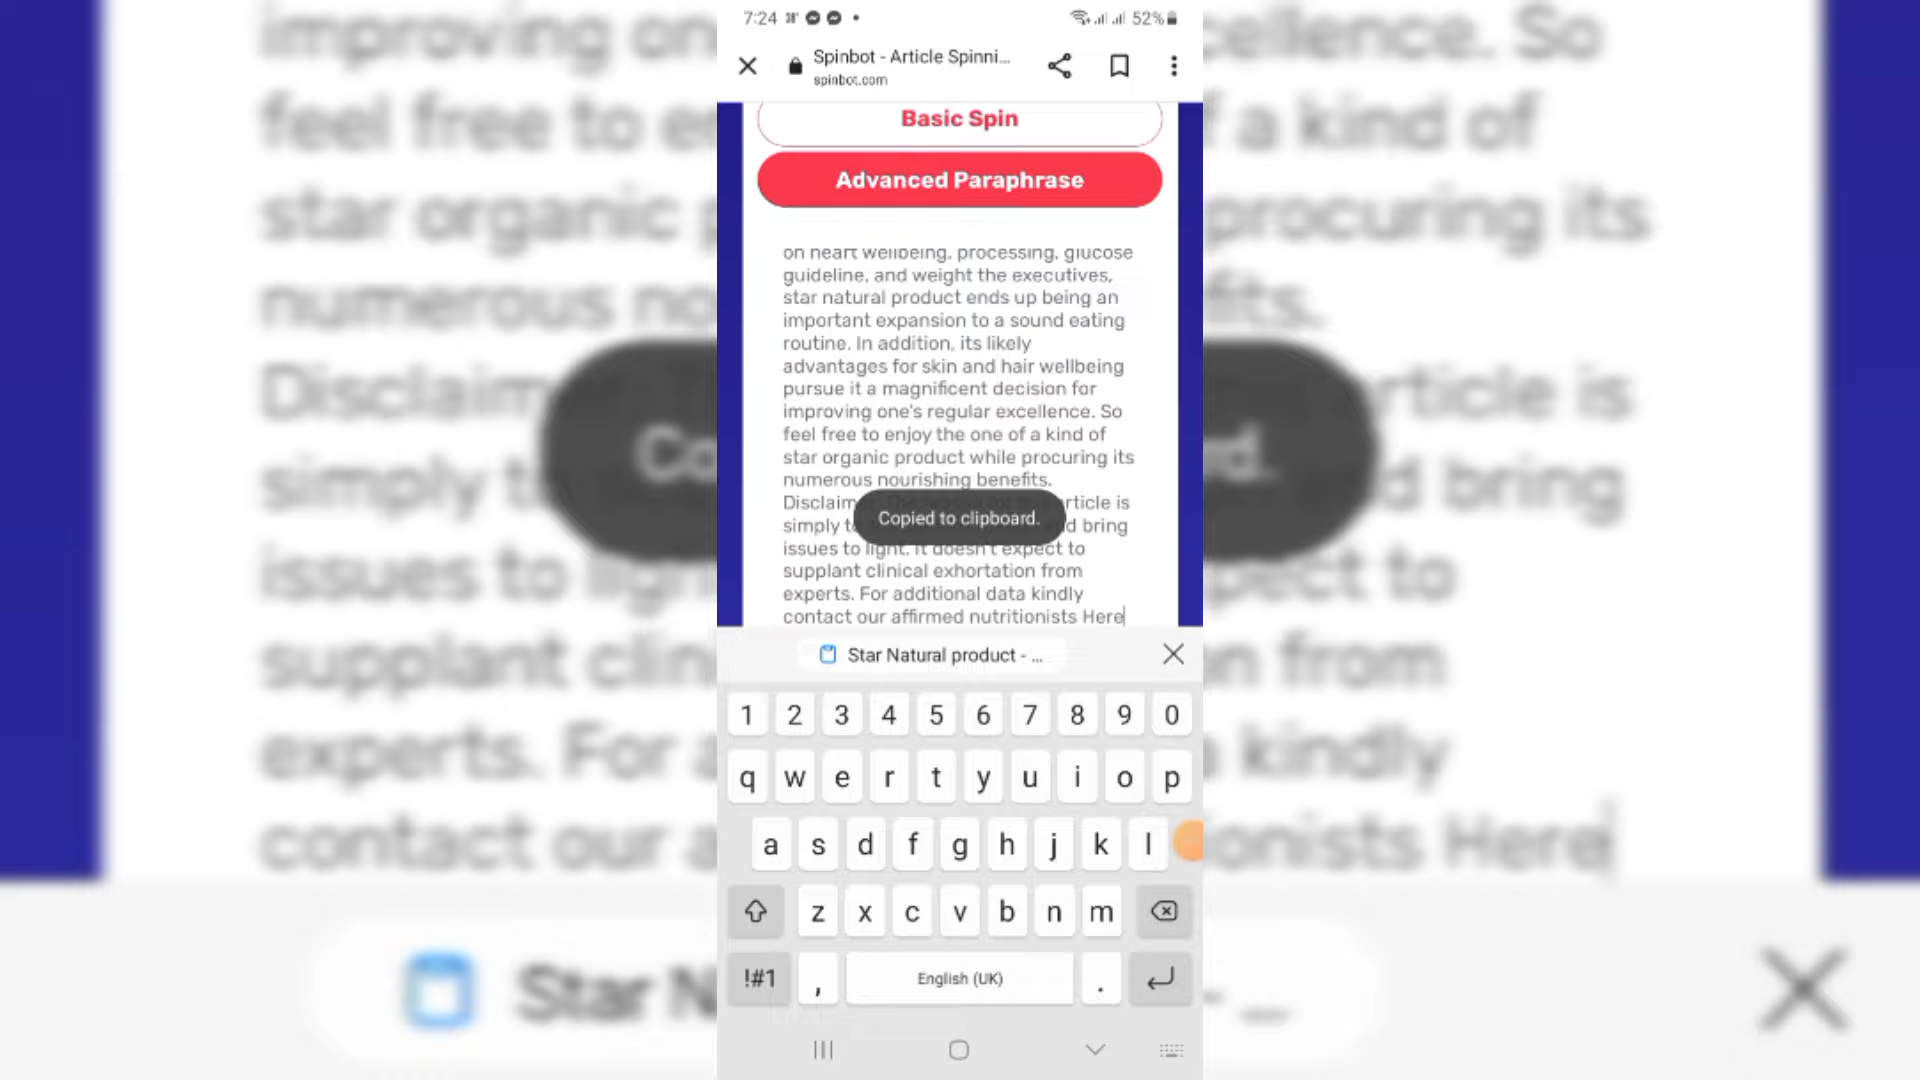 7:24
52%
Spinbot - Article Spinni...
spinbot.com
Basic Spin
Advanced Paraphrase
on heart wellbeing, processing, glucose
guideline, and weight the executives,
star natural product ends up being an
important expansion to a sound eating
routine. In addition, its likely
advantages for skin and hair wellbeing
pursue it a magnificent decision for
improving one's regular excellence. So
feel free to enjoy the one of a kind of
star organic product while procuring its
numerous nourishing benefits.
Disclaim article is
simply to d bring
issues to light. It doesn't expect to
supplant clinical exhortation from
experts. For additional data kindly
contact our affirmed nutritionists Here
Copied to clipboard.
Star Natural product - ...
1 2 3 4 5 6 7 8 9 0
q w e r t y u i o p
a s d f g h j k l
z x c v b n m
!#1 , English (UK) .